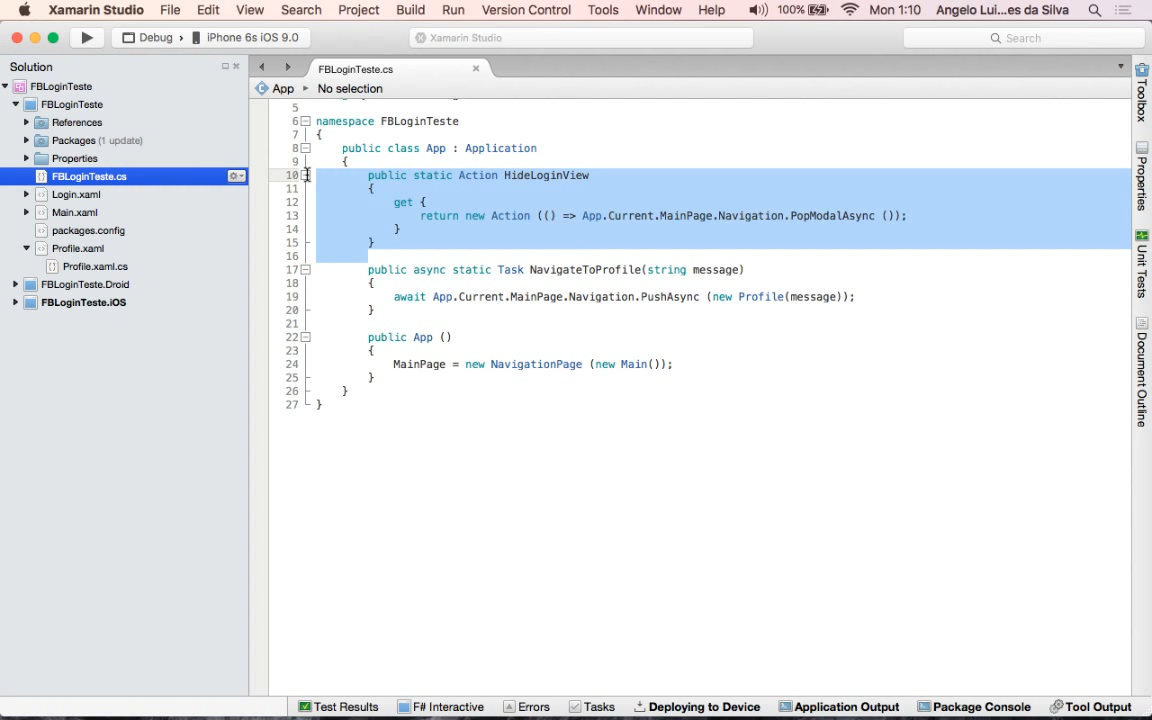 Xamarin Studio File Edit View Search Project Build Run Version Control Tools Window Help 100% Mon 1:10 Angelo Lui...es da Silva
Debug iPhone 6s iOS 9.0 Xamarin Studio Search
Solution
FBLoginTeste
FBLoginTeste
References
Packages (1 update)
Properties
FBLoginTeste.cs
Login.xaml
Main.xaml
packages.config
Profile.xaml
Profile.xaml.cs
FBLoginTeste.Droid
FBLoginTeste.iOS
FBLoginTeste.cs
App No selection
5
6 namespace FBLoginTeste
7 {
8 public class App : Application
9 {
10 public static Action HideLoginView
11 {
12 get {
13 return new Action (() => App.Current.MainPage.Navigation.PopModalAsync ());
14 }
15 }
16
17 public async static Task NavigateToProfile(string message)
18 {
19 await App.Current.MainPage.Navigation.PushAsync (new Profile(message));
20 }
21
22 public App ()
23 {
24 MainPage = new NavigationPage (new Main());
25 }
26 }
27 }
Toolbox
Properties
Unit Tests
Document Outline
Test Results F# Interactive Errors Tasks Deploying to Device Application Output Package Console Tool Output